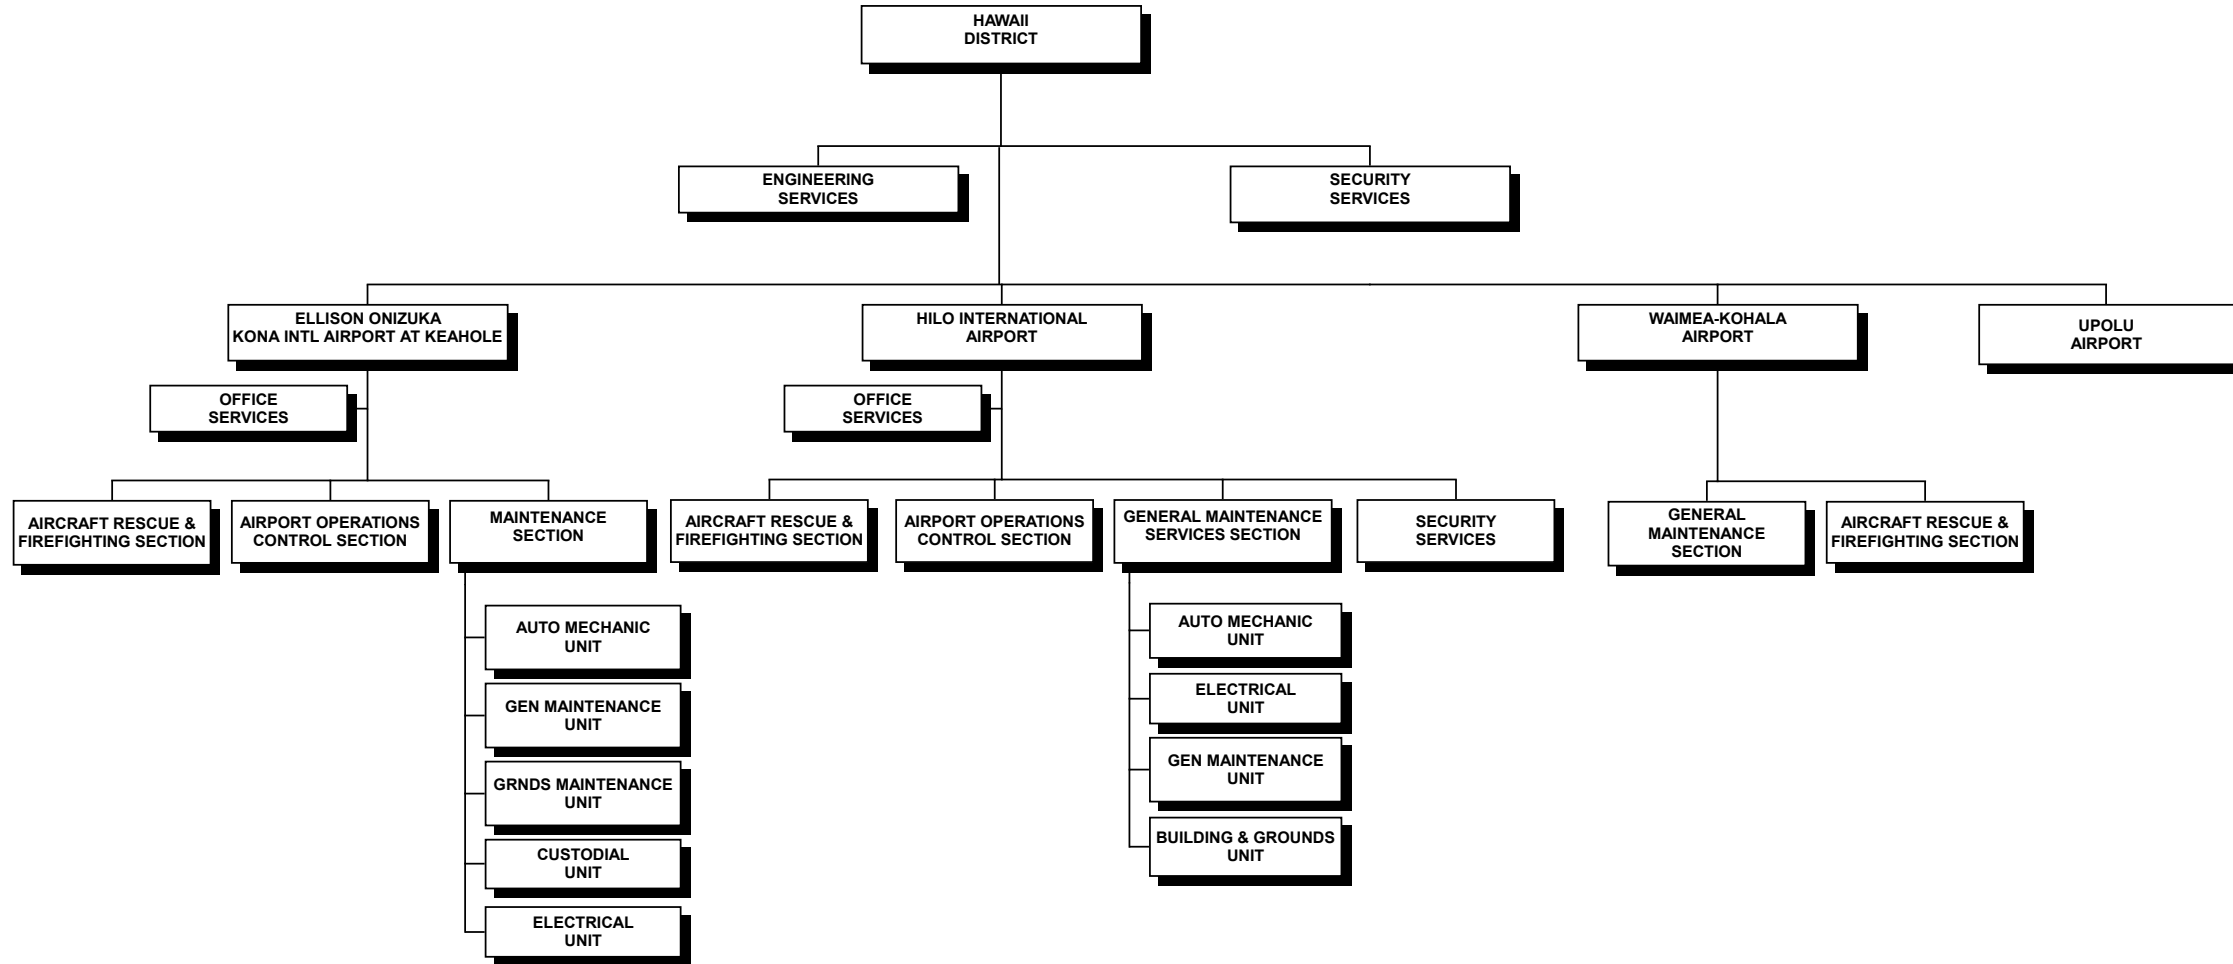 HAWAII
DISTRICT
ENGINEERING
SERVICES
SECURITY
SERVICES
ELLISON ONIZUKA
KONA INTL AIRPORT AT KEAHOLE
HILO INTERNATIONAL
AIRPORT
WAIMEA-KOHALA
AIRPORT
UPOLU
AIRPORT
OFFICE
SERVICES
OFFICE
SERVICES
AIRCRAFT RESCUE &
FIREFIGHTING SECTION
AIRPORT OPERATIONS
CONTROL SECTION
MAINTENANCE
SECTION
AIRCRAFT RESCUE &
FIREFIGHTING SECTION
AIRPORT OPERATIONS
CONTROL SECTION
GENERAL MAINTENANCE
SERVICES SECTION
SECURITY
SERVICES
GENERAL
MAINTENANCE
SECTION
AIRCRAFT RESCUE &
FIREFIGHTING SECTION
AUTO MECHANIC
UNIT
GEN MAINTENANCE
UNIT
GRNDS MAINTENANCE
UNIT
CUSTODIAL
UNIT
ELECTRICAL
UNIT
AUTO MECHANIC
UNIT
ELECTRICAL
UNIT
GEN MAINTENANCE
UNIT
BUILDING & GROUNDS
UNIT